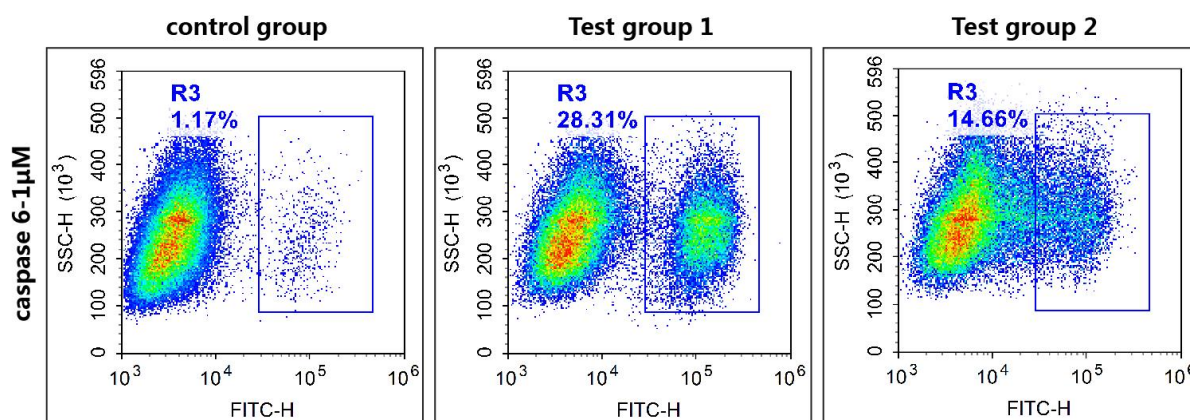 control group
Test group 1
Test group 2
caspase 6-1μM
R3
1.17%
SSC-H (10³)
596
500
400
300
200
100
0
10³ 10⁴ 10⁵ 10⁶
FITC-H
R3
28.31%
SSC-H (10³)
596
500
400
300
200
100
0
10³ 10⁴ 10⁵ 10⁶
FITC-H
R3
14.66%
SSC-H (10³)
596
500
400
300
200
100
0
10³ 10⁴ 10⁵ 10⁶
FITC-H